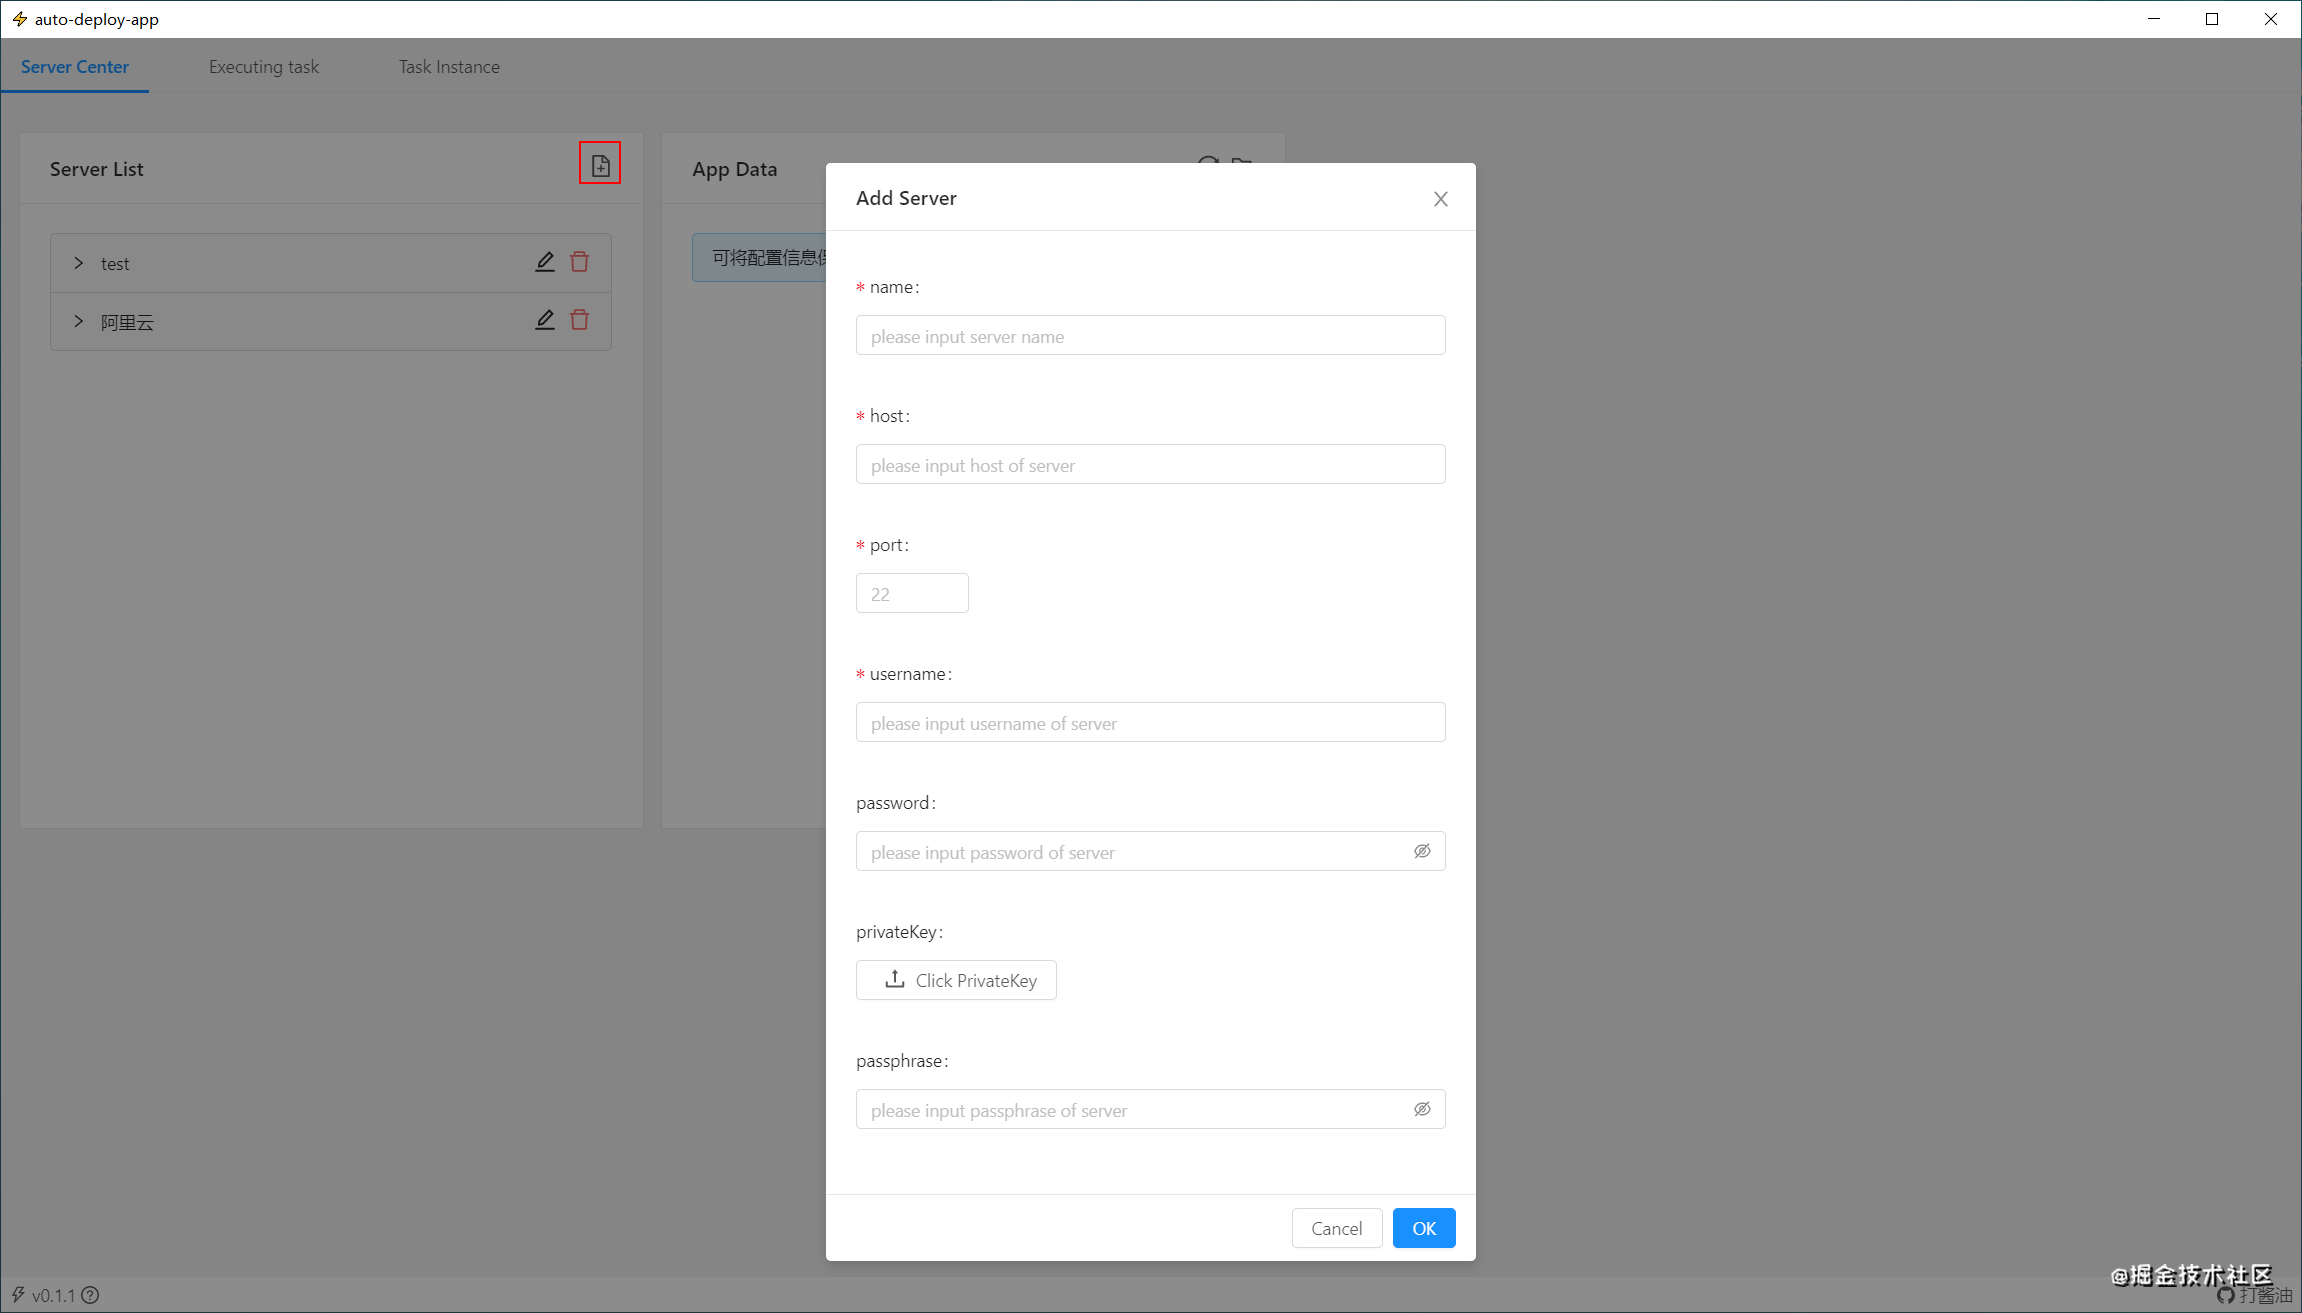 auto-deploy-app
Server Center Executing task Task Instance
Server List
test
阿里云
App Data
可将配置信息
Add Server
* name:
please input server name
* host:
please input host of server
* port:
22
* username:
please input username of server
password:
please input password of server
privateKey:
Click PrivateKey
passphrase:
please input passphrase of server
Cancel OK
v0.1.1
@掘金技术社区
打酱油